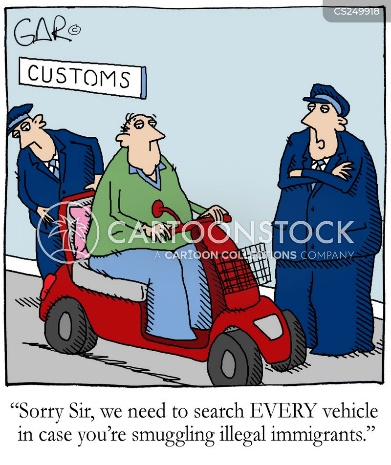 CS249916
GAR©
CUSTOMS
CARTOONSTOCK
A CARTOON COLLECTIONS COMPANY
“Sorry Sir, we need to search EVERY vehicle
in case you’re smuggling illegal immigrants.”